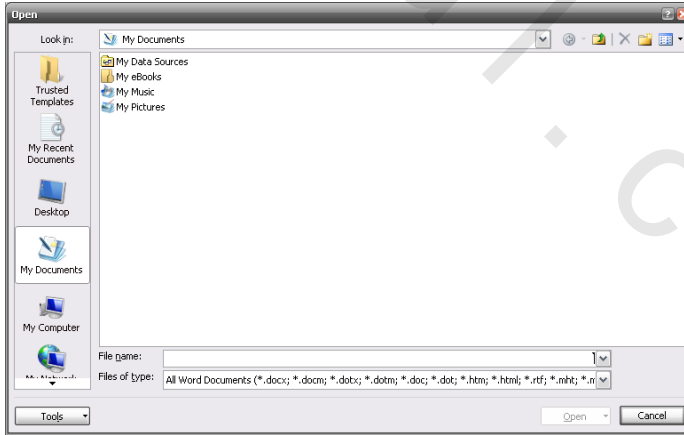 Open
Look in:
My Documents
My Data Sources
My eBooks
My Music
My Pictures
Trusted
Templates
My Recent
Documents
Desktop
My Documents
My Computer
File name:
Files of type:
All Word Documents (*.docx; *.docm; *.dotx; *.dotm; *.doc; *.dot; *.htm; *.html; *.rtf; *.mht; *.m
Tools
Open
Cancel